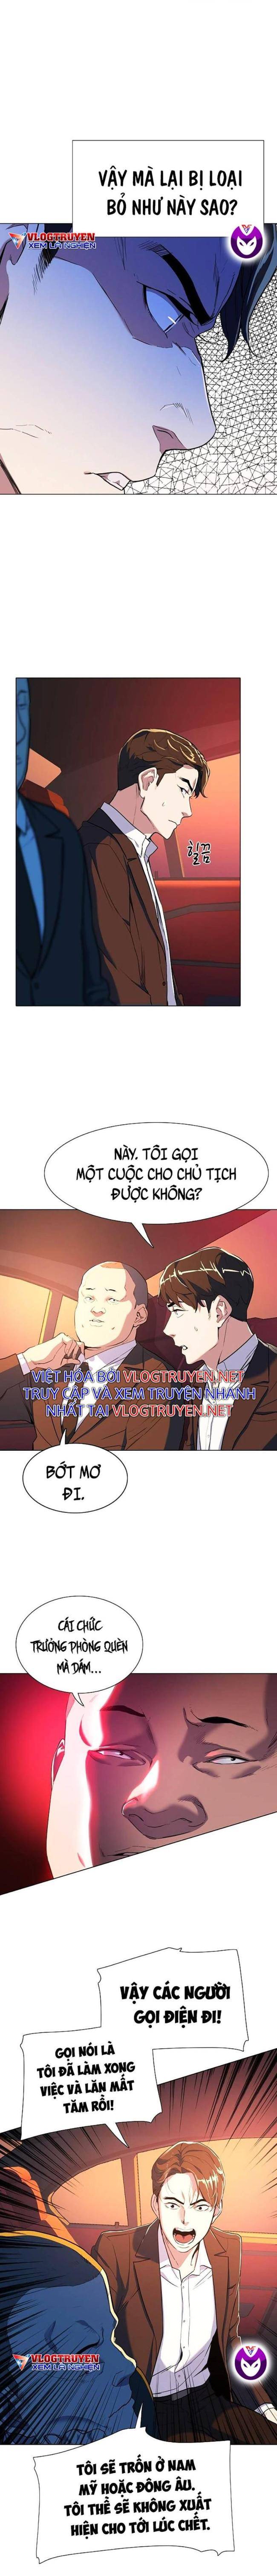 VẬY MÀ LẠI BỊ LOẠI
BỎ NHƯ NÀY SAO?
VLOGTRUYEN
XEM LÀ NGHIỆN
힐끔
NÀY. TÔI GỌI
MỘT CUỘC CHO CHỦ TỊCH
ĐƯỢC KHÔNG?
VIỆT HÓA BỞI VLOGTRUYEN.NET
TRUY CẬP VÀ XEM TRUYỆN NHANH
NHẤT TẠI VLOGTRUYEN.NET
BỚT MƠ
ĐI.
CÁI CHỨC
TRƯỞNG PHÒNG QUÈN
MÀ DÁM...
VẬY CÁC NGƯỜI
GỌI ĐIỆN ĐI!
GỌI NÓI LÀ
TÔI ĐÃ LÀM XONG
VIỆC VÀ LĂN MẤT
TĂM RỒI!
VLOGTRUYEN
XEM LÀ NGHIỆN
TÔI SẼ TRỐN Ở NAM
MỸ HOẶC ĐÔNG ÂU.
TÔI THỀ SẼ KHÔNG XUẤT
HIỆN CHO TỚI LÚC CHẾT.